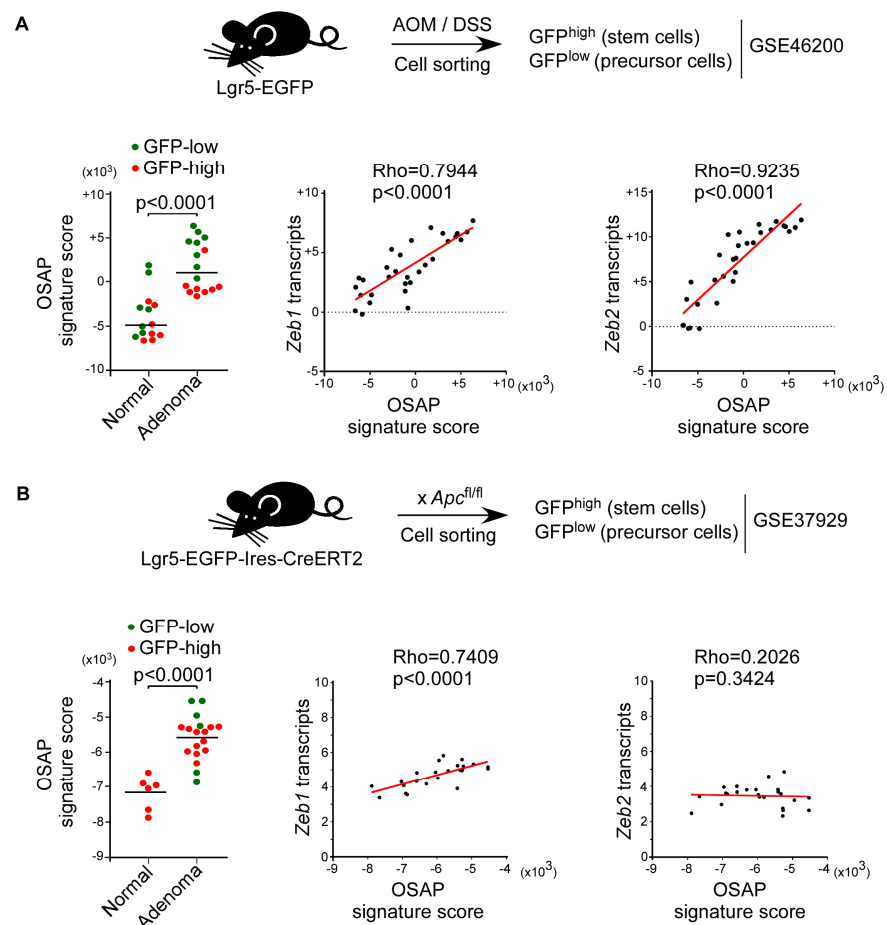 A
AOM / DSS
Cell sorting
Lgr5-EGFP
GFPhigh (stem cells)
GFPlow (precursor cells)
GSE46200
GFP-low
GFP-high
(x10³)
p<0.0001
+10
+5
0
-5
-10
OSAP
signature score
Normal
Adenoma
Rho=0.7944
p<0.0001
+10
+5
0
-5
Zeb1 transcripts
-10
-5
0
+5
+10
(x10³)
OSAP
signature score
Rho=0.9235
p<0.0001
+15
+10
+5
0
-5
Zeb2 transcripts
-10
-5
0
+5
+10
(x10³)
OSAP
signature score
B
x Apcfl/fl
Cell sorting
Lgr5-EGFP-Ires-CreERT2
GFPhigh (stem cells)
GFPlow (precursor cells)
GSE37929
GFP-low
GFP-high
(x10³)
p<0.0001
-4
-5
-6
-7
-8
-9
OSAP
signature score
Normal
Adenoma
Rho=0.7409
p<0.0001
10
8
6
4
2
0
Zeb1 transcripts
-9
-8
-7
-6
-5
-4
(x10³)
OSAP
signature score
Rho=0.2026
p=0.3424
10
8
6
4
2
0
Zeb2 transcripts
-9
-8
-7
-6
-5
-4
(x10³)
OSAP
signature score